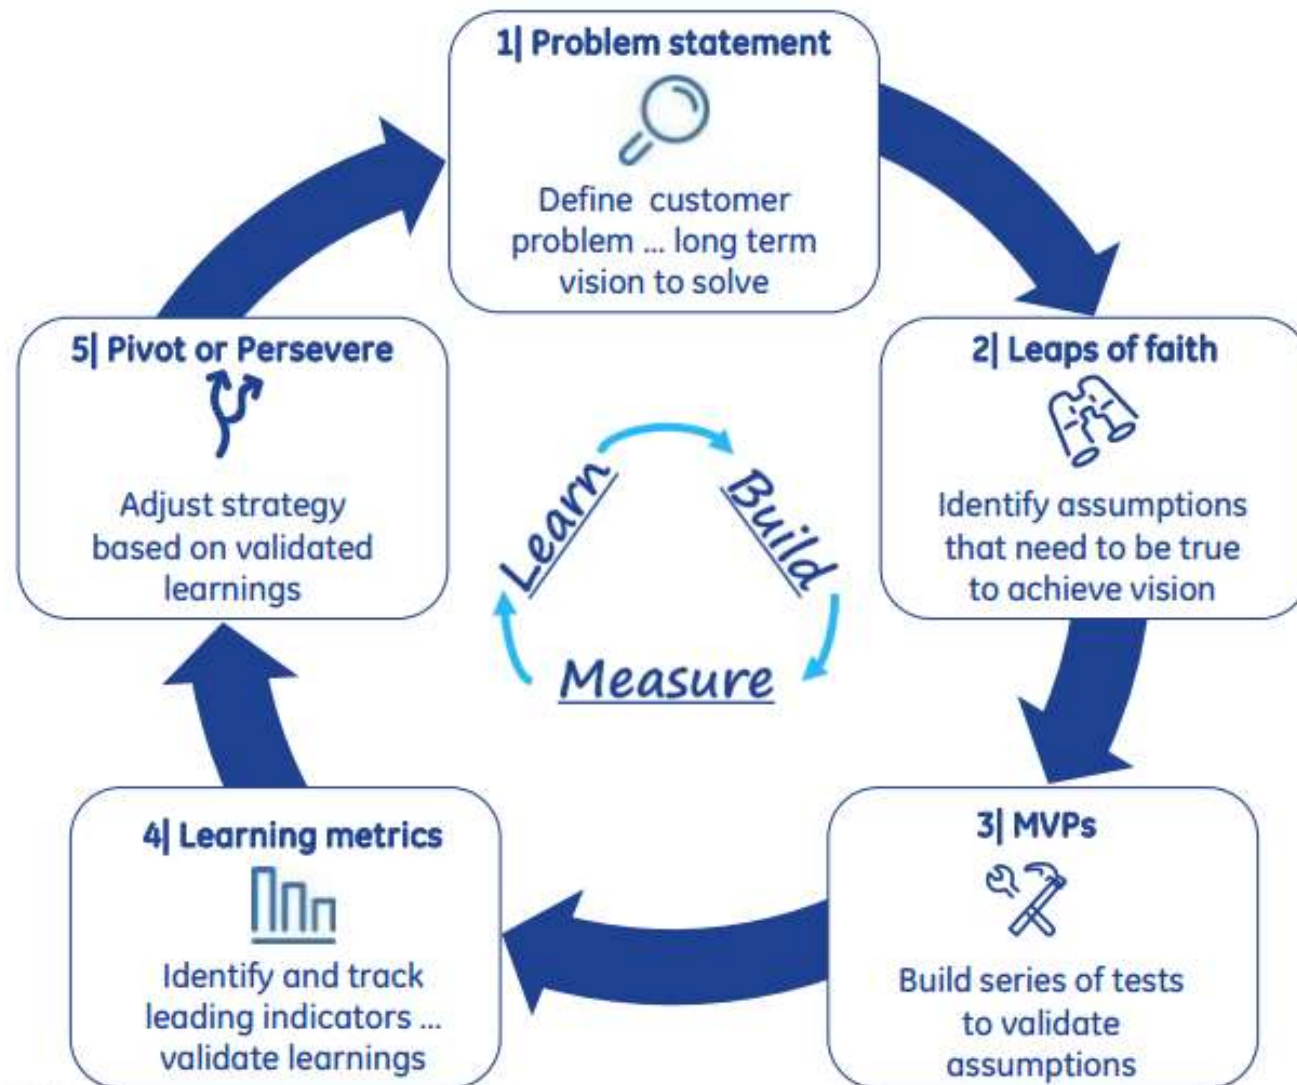 1| Problem statement
Define customer
problem ... long term
vision to solve
2| Leaps of faith
Identify assumptions
that need to be true
to achieve vision
3| MVPs
Build series of tests
to validate
assumptions
4| Learning metrics
Identify and track
leading indicators ...
validate learnings
5| Pivot or Persevere
Adjust strategy
based on validated
learnings
Learn
Build
Measure